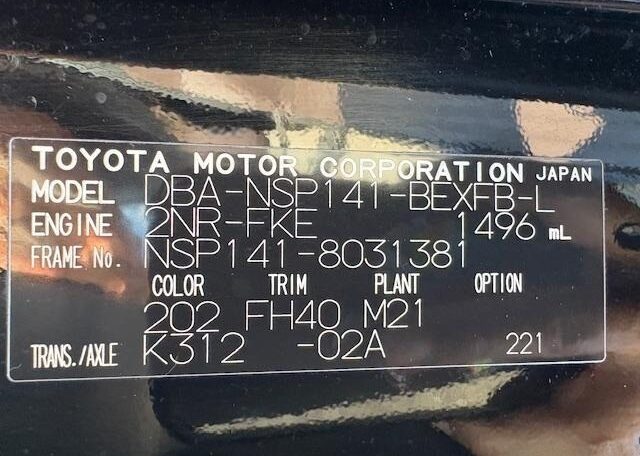 TOYOTA MOTOR CORPORATION JAPAN
MODEL DBA-NSP141-BEXFB-L
ENGINE 2NR-FKE 1496 mL
FRAME No. NSP141-8031381
COLOR TRIM PLANT OPTION
202 FH40 M21
TRANS./AXLE K312 -02A 221